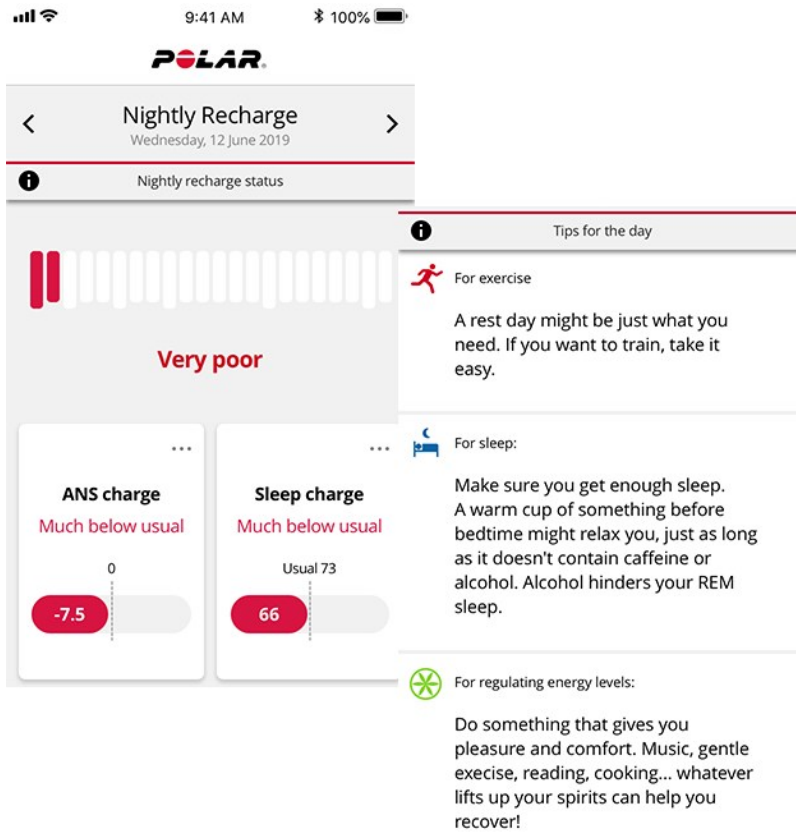 9:41 AM
100%
POLAR
Nightly Recharge
Wednesday, 12 June 2019
Nightly recharge status
Very poor
ANS charge
Much below usual
0
-7.5
Sleep charge
Much below usual
Usual 73
66
Tips for the day
For exercise
A rest day might be just what you
need. If you want to train, take it
easy.
For sleep:
Make sure you get enough sleep.
A warm cup of something before
bedtime might relax you, just as long
as it doesn't contain caffeine or
alcohol. Alcohol hinders your REM
sleep.
For regulating energy levels:
Do something that gives you
pleasure and comfort. Music, gentle
execise, reading, cooking... whatever
lifts up your spirits can help you
recover!